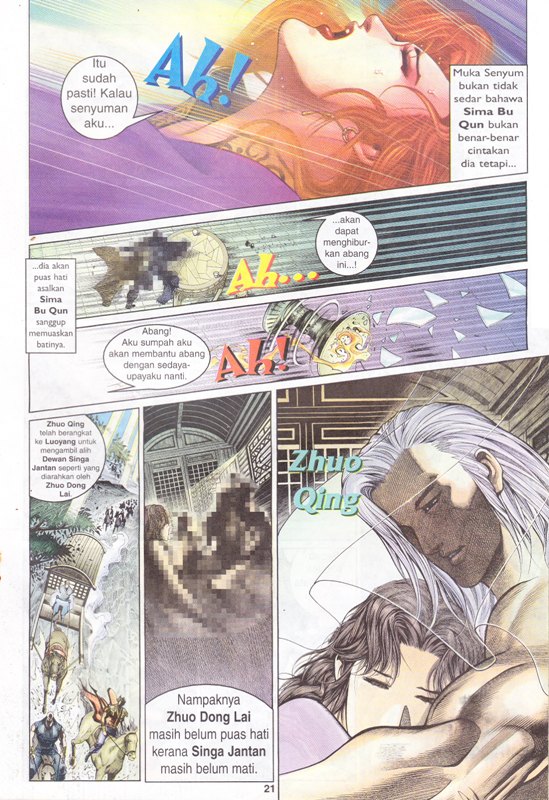 Itu
sudah
pasti! Kalau
senyuman
aku...
Ah!
Muka Senyum
bukan tidak
sedar bahawa
Sima Bu
Qun bukan
benar-benar
cintakan
dia tetapi...
...akan
dapat
menghibur-
kan abang
ini...!
Ah...
...dia akan
puas hati
asalkan
Sima
Bu Qun
sanggup
memuaskan
batinya.
Abang!
Aku sumpah aku
akan membantu abang
dengan sedaya-
upayaku nanti.
Ah!
Zhuo Qing
telah berangkat
ke Luoyang untuk
mengambil alih
Dewan Singa
Jantan seperti yang
diarahkan oleh
Zhuo Dong
Lai.
Nampaknya
Zhuo Dong Lai
masih belum puas hati
kerana Singa Jantan
masih belum mati.
Zhuo
Qing
21